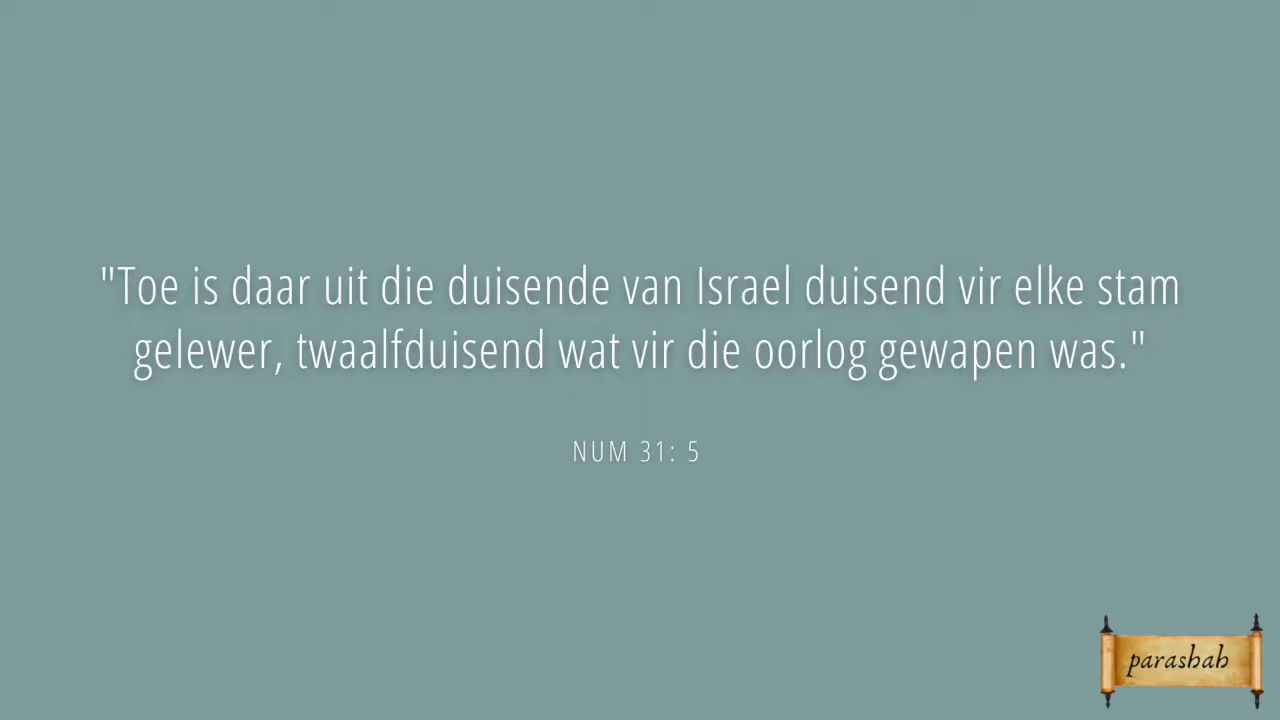 "Toe is daar uit die duisende van Israel duisend vir elke stam
gelewer, twaalfduisend wat vir die oorlog gewapen was."
NUM 31: 5
parashah